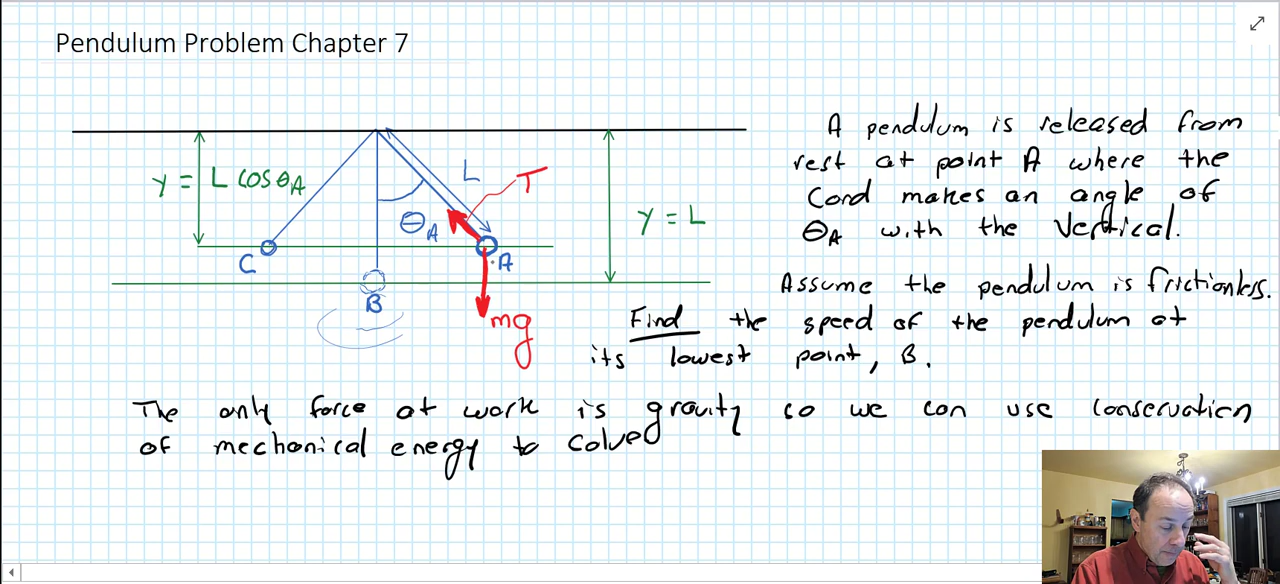 Pendulum Problem Chapter 7
A pendulum is released from
rest at point A where the
Cord makes an angle of
θA with the Vertical.
Assume the pendulum is frictionless.
Find the speed of the pendulum at
its lowest point, B.
y = L cos θA
L
T
θA
A
y = L
C
B
mg
The only force at work is gravity so we can use conservation
of mechanical energy to solved